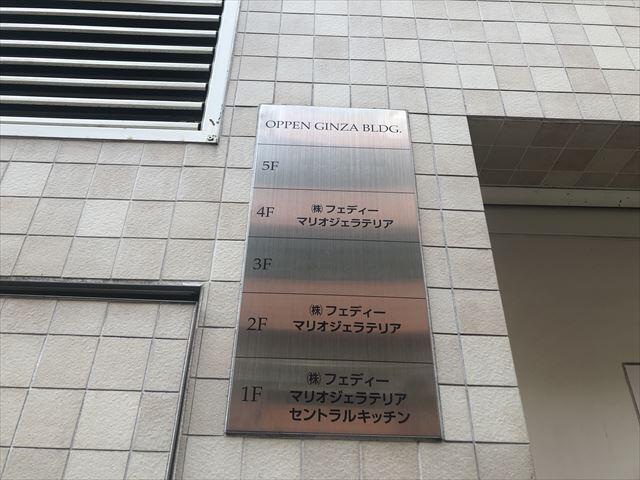 OPPEN GINZA BLDG.
5F
4F ㈱フェディー
マリオジェラテリア
3F
2F ㈱フェディー
マリオジェラテリア
1F ㈱フェディー
マリオジェラテリア
セントラルキッチン